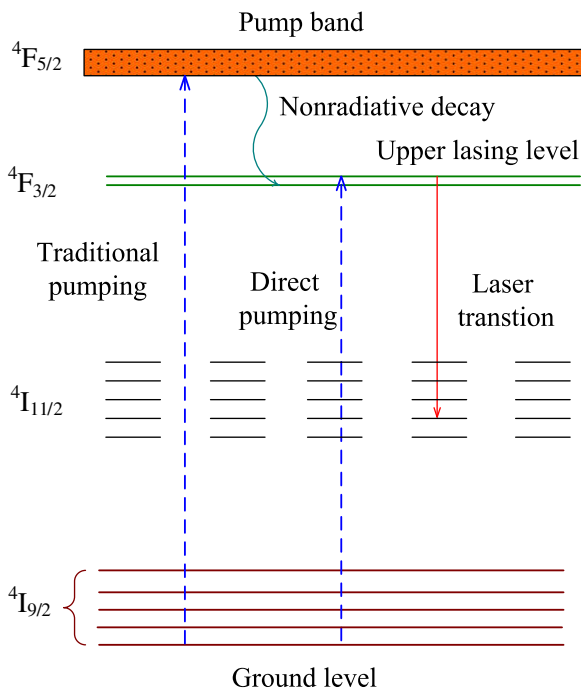 Pump band
⁴F₅/₂
Nonradiative decay
Upper lasing level
⁴F₃/₂
Traditional
pumping
Direct
pumping
Laser
transtion
⁴I₁₁/₂
⁴I₉/₂
Ground level